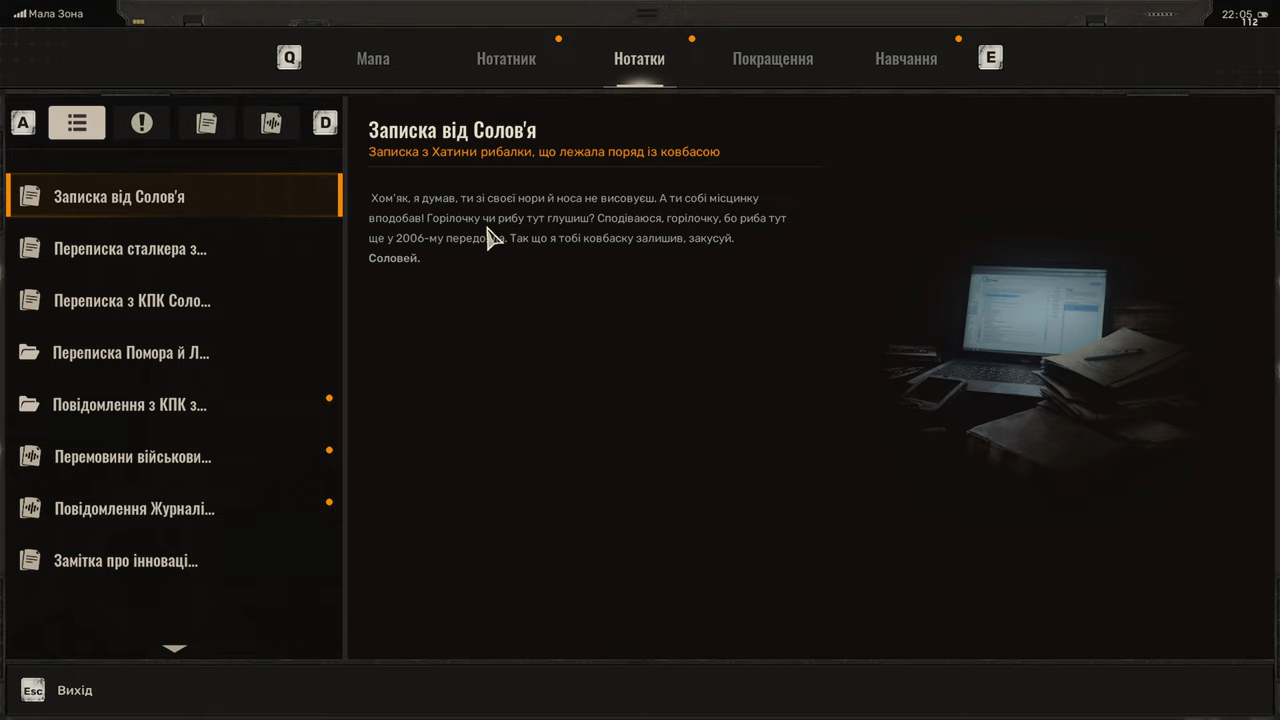 Мала Зона
22:05
112
Q
Мапа
Нотатник
Нотатки
Покращення
Навчання
E
A
D
Записка від Солов'я
Переписка сталкера з...
Переписка з КПК Соло...
Переписка Помора й Л...
Повідомлення з КПК з...
Перемовини військови...
Повідомлення Журналі...
Замітка про інноваці...
Записка від Солов'я
Записка з Хатини рибалки, що лежала поряд із ковбасою
Хом'як, я думав, ти зі своєї нори й носа не висовуєш. А ти собі місцинку
вподобав! Горілочку чи рибу тут глушиш? Сподіваюся, горілочку, бо риба тут
ще у 2006-му Так що я тобі ковбаску залишив, закусуй.
Соловей.
Esc
Вихід